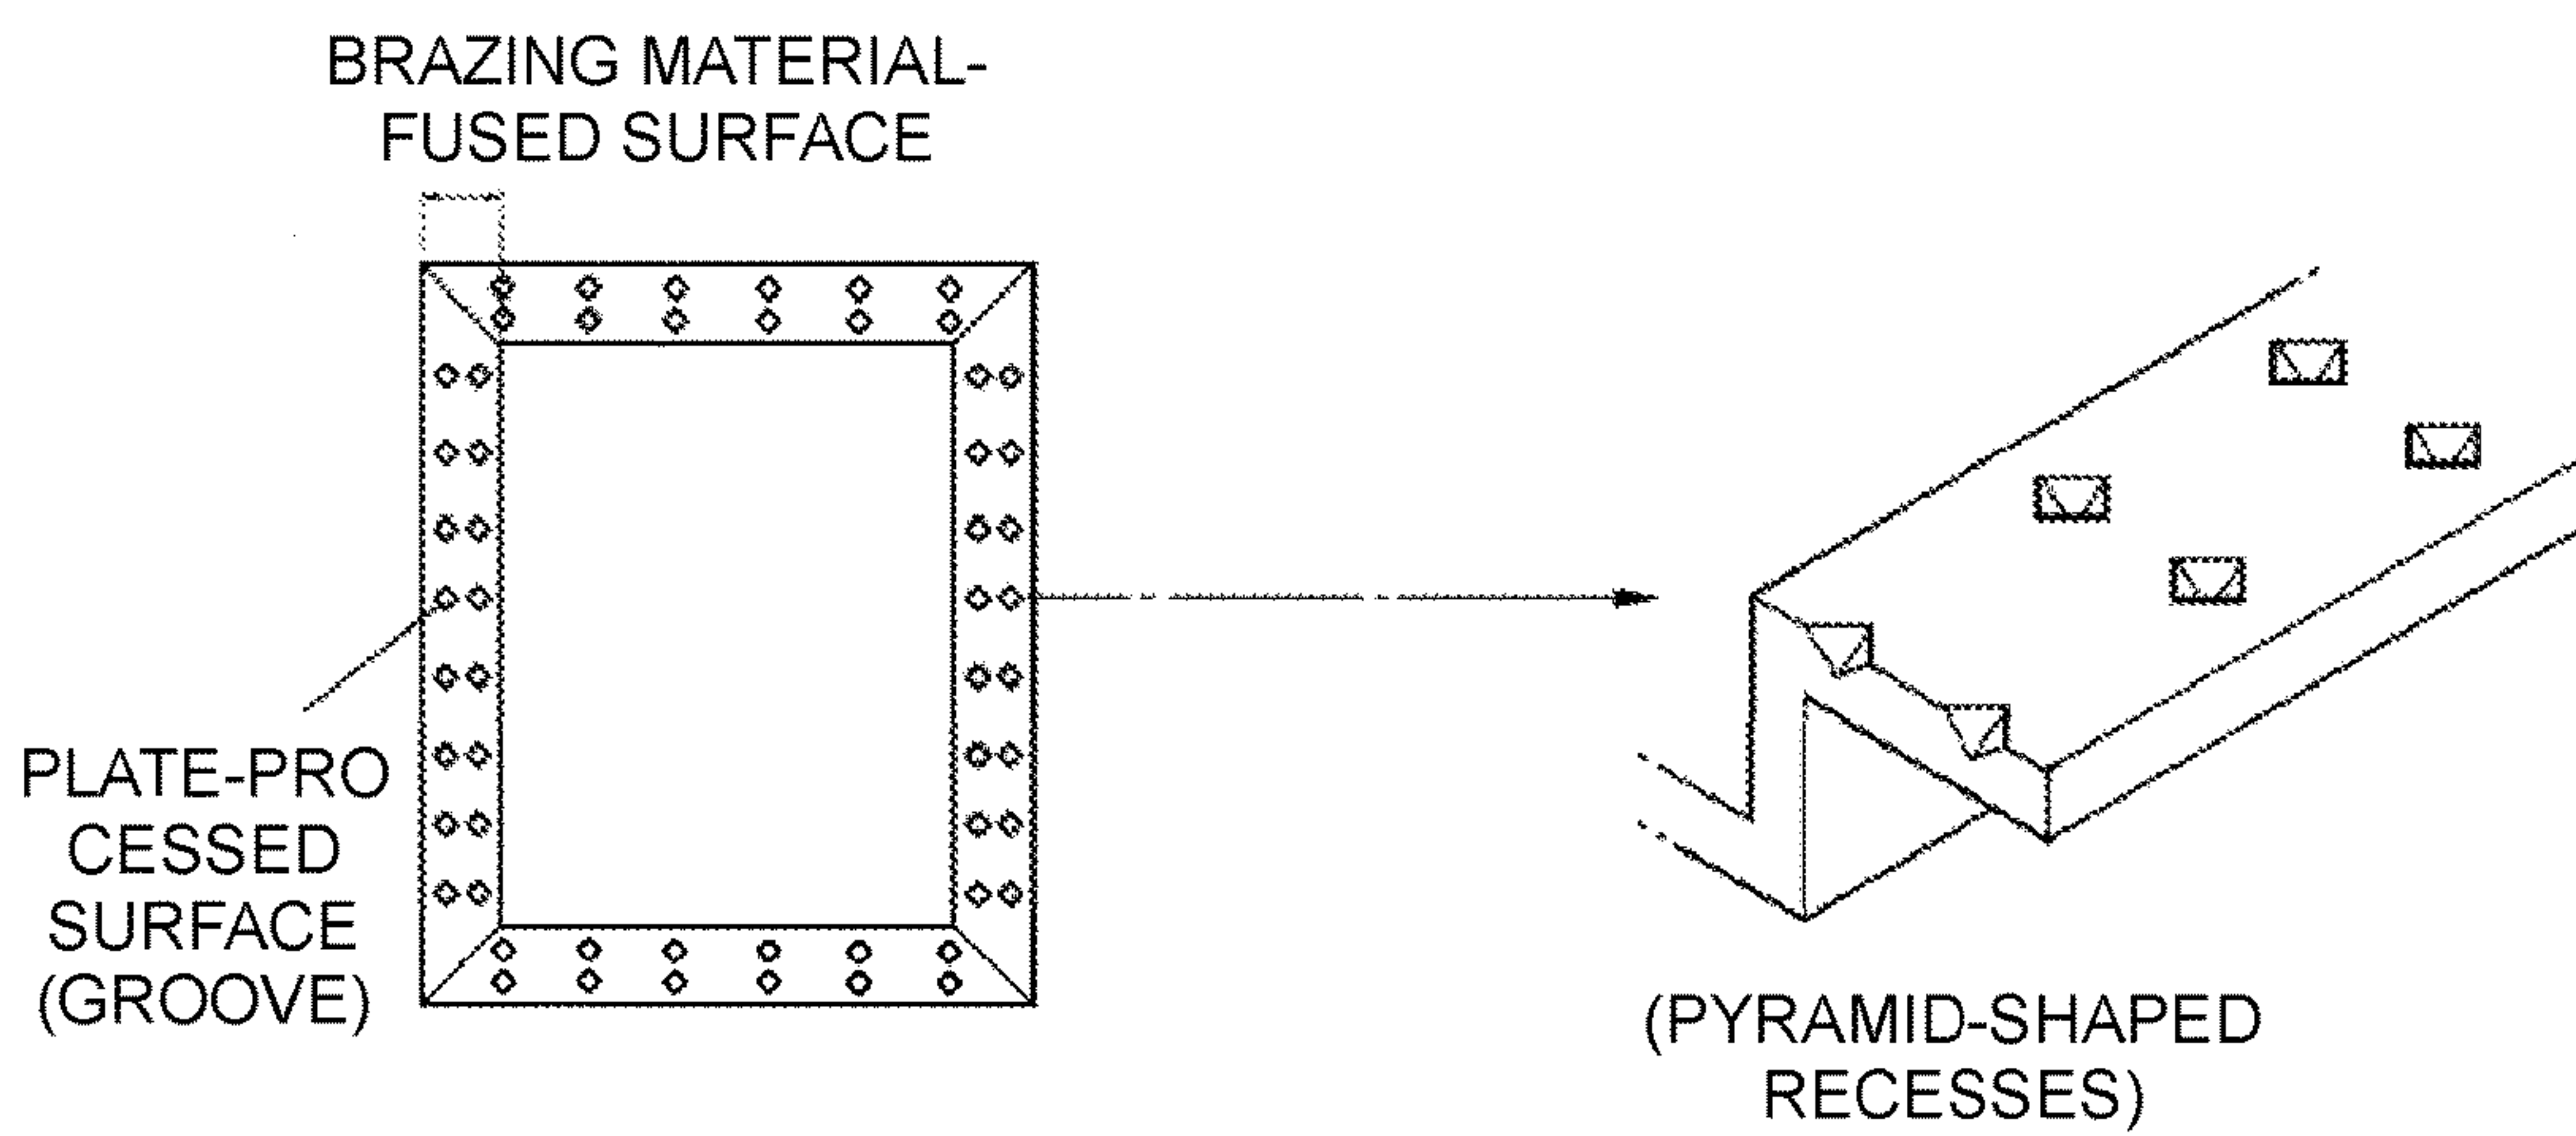 BRAZING MATERIAL-
FUSED SURFACE
PLATE-PRO
CESSED
SURFACE
(GROOVE)
(PYRAMID-SHAPED
RECESSES)